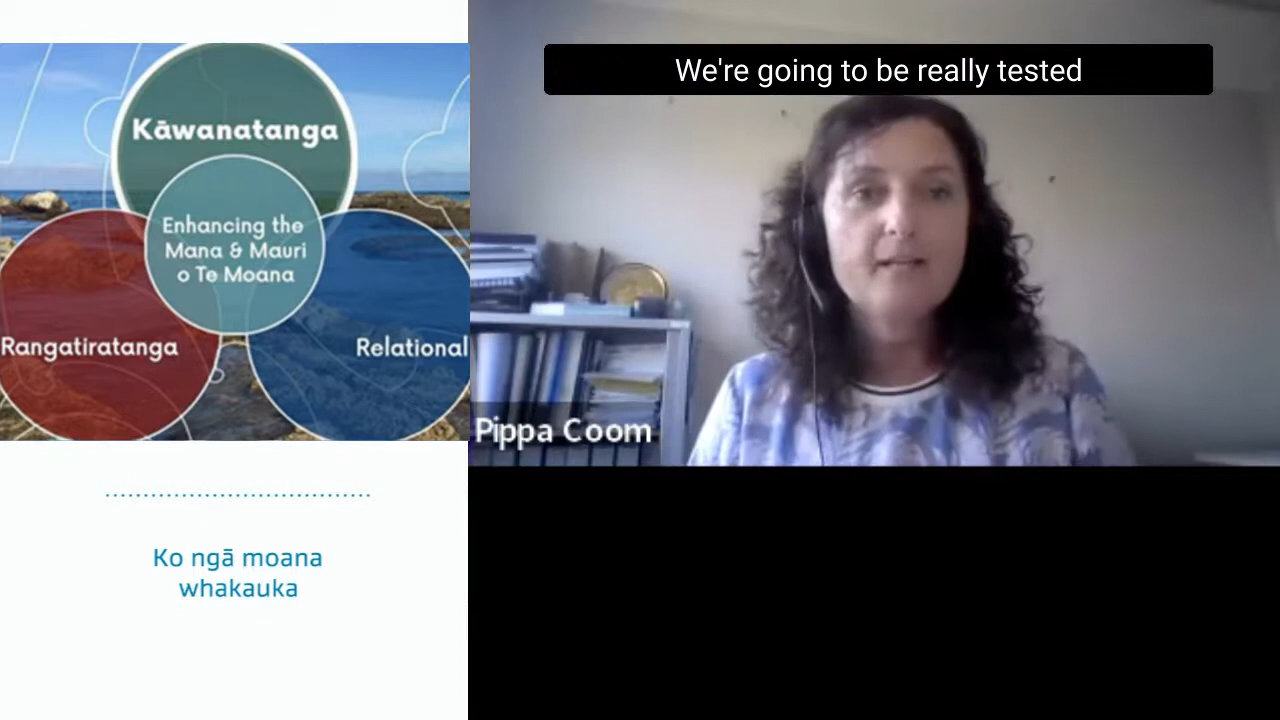 Kāwanatanga
Enhancing the
Mana & Mauri
o Te Moana
Rangatiratanga
Relational
Ko ngā moana
whakauka
We're going to be really tested
Pippa Coom